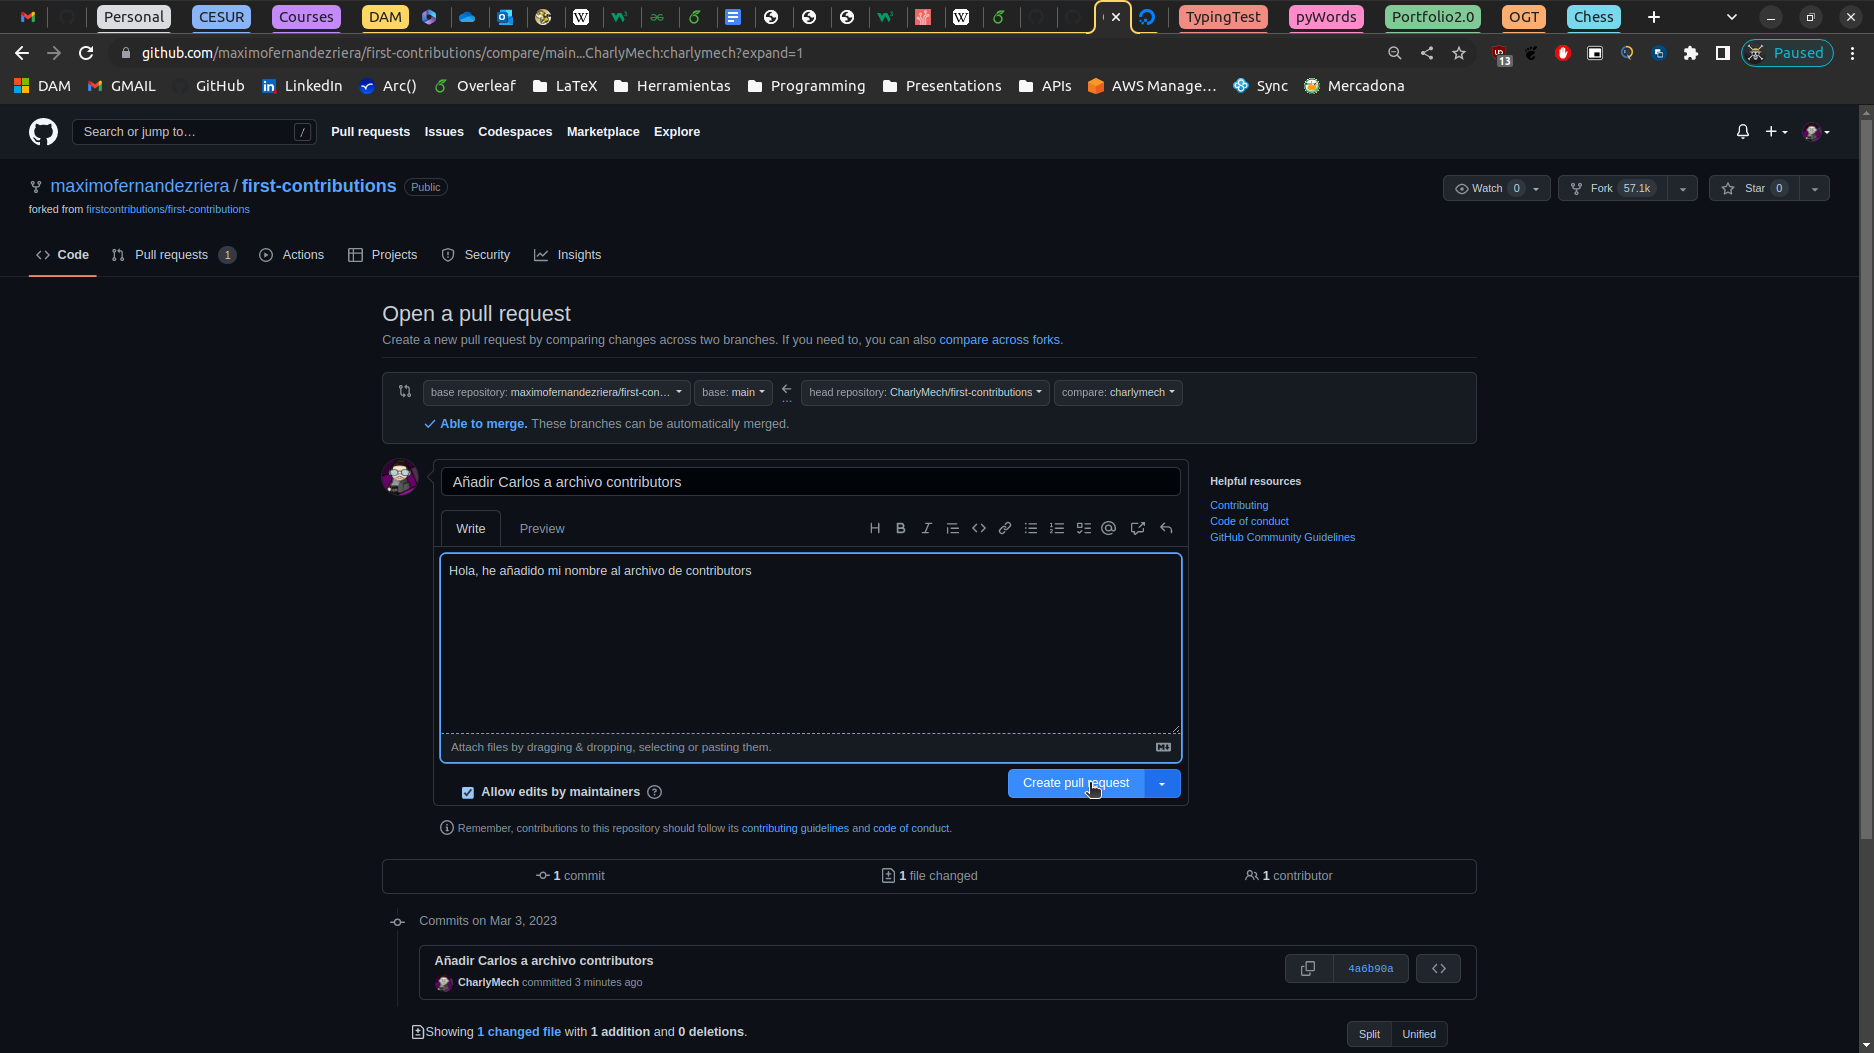 Personal CESUR Courses DAM TypingTest pyWords Portfolio2.0 OGT Chess
github.com/maximofernandezriera/first-contributions/compare/main...CharlyMech:charlymech?expand=1 13 Paused
DAM GMAIL GitHub LinkedIn Arc() Overleaf LaTeX Herramientas Programming Presentations APIs AWS Manage... Sync Mercadona
Search or jump to... / Pull requests Issues Codespaces Marketplace Explore
maximofernandezriera / first-contributions Public Watch 0 Fork 57.1k Star 0
forked from firstcontributions/first-contributions
Code Pull requests 1 Actions Projects Security Insights
Open a pull request
Create a new pull request by comparing changes across two branches. If you need to, you can also compare across forks.
base repository: maximofernandezriera/first-con... base: main head repository: CharlyMech/first-contributions compare: charlymech
Able to merge. These branches can be automatically merged.
Añadir Carlos a archivo contributors
Helpful resources
Contributing
Code of conduct
GitHub Community Guidelines
Write Preview
Hola, he añadido mi nombre al archivo de contributors
Attach files by dragging & dropping, selecting or pasting them.
Allow edits by maintainers Create pull request
Remember, contributions to this repository should follow its contributing guidelines and code of conduct.
1 commit 1 file changed 1 contributor
Commits on Mar 3, 2023
Añadir Carlos a archivo contributors
CharlyMech committed 3 minutes ago 4a6b90a
Showing 1 changed file with 1 addition and 0 deletions. Split Unified